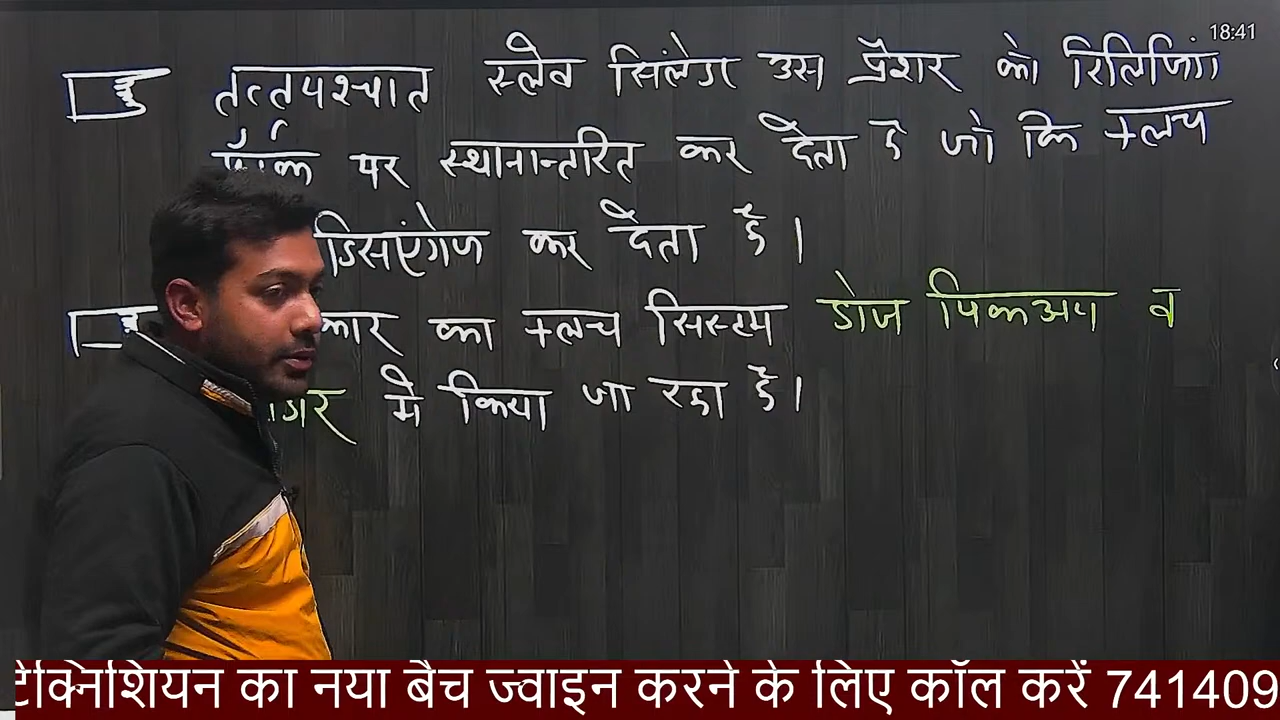 18:41
तत्तपश्चात स्लेव सिलेंडर उस प्रैशर को रिलिजिंग
फॉर्क पर स्थानान्तरित कर देता है जो कि क्लच
डिसएंगेज कर देता है।
कार का क्लच सिस्टम डोज पिकअप व
में किया जा रहा है।
टेक्निशियन का नया बैच ज्वाइन करने के लिए कॉल करें 741409